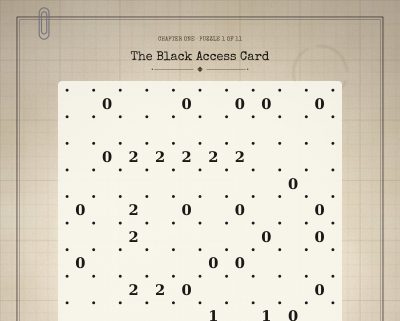 CHAPTER ONE · PUZZLE 1 OF 11
The Black Access Card
0 0 0 0 0
0 2 2 2 2 2
0
0 2 0 0 0
2 0 0
0 0 0
2 2 0 0
1 1 0